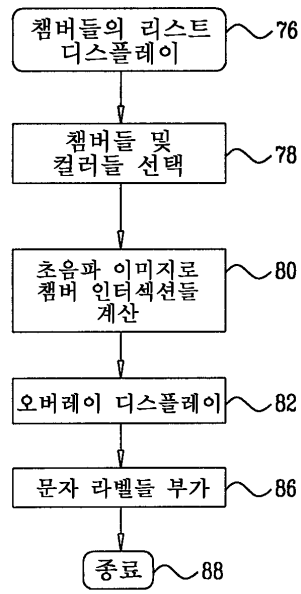 챔버들의 리스트
디스플레이
76
챔버들 및
컬러들 선택
78
초음파 이미지로
챔버 인터섹션들
계산
80
오버레이 디스플레이
82
문자 라벨들 부가
86
종료
88